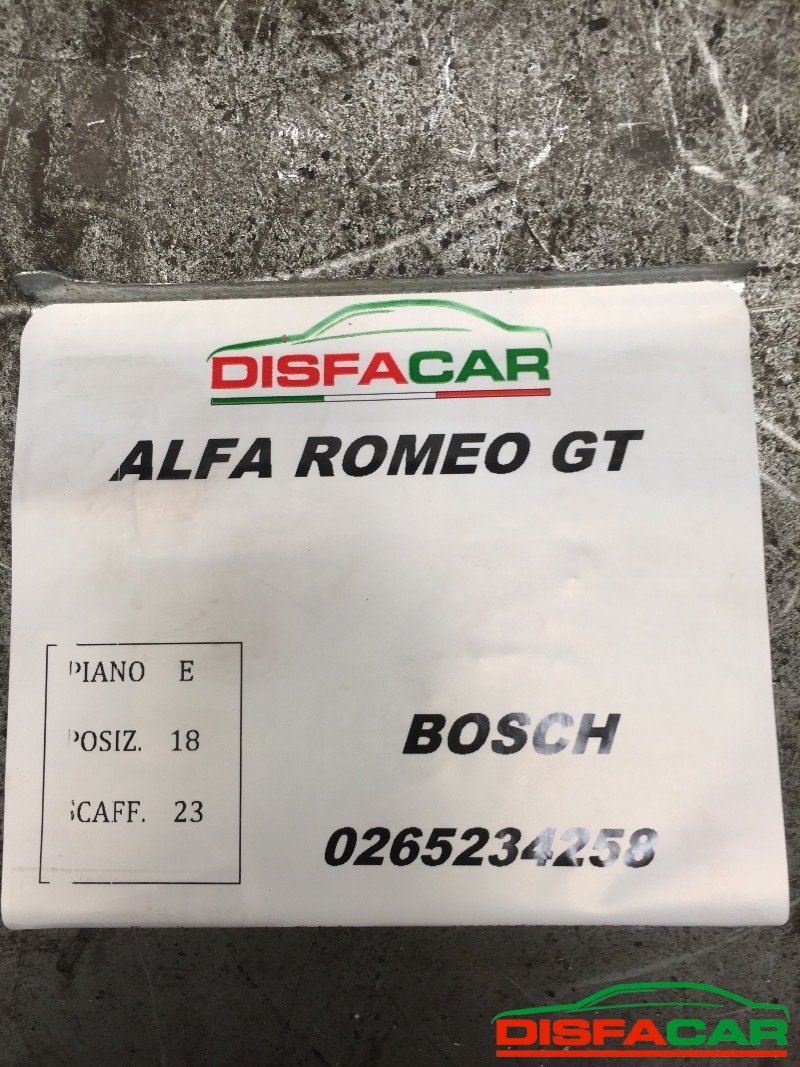 DISFACAR
ALFA ROMEO GT
PIANO E
POSIZ. 18
SCAFF. 23
BOSCH
0265234258
DISFACAR